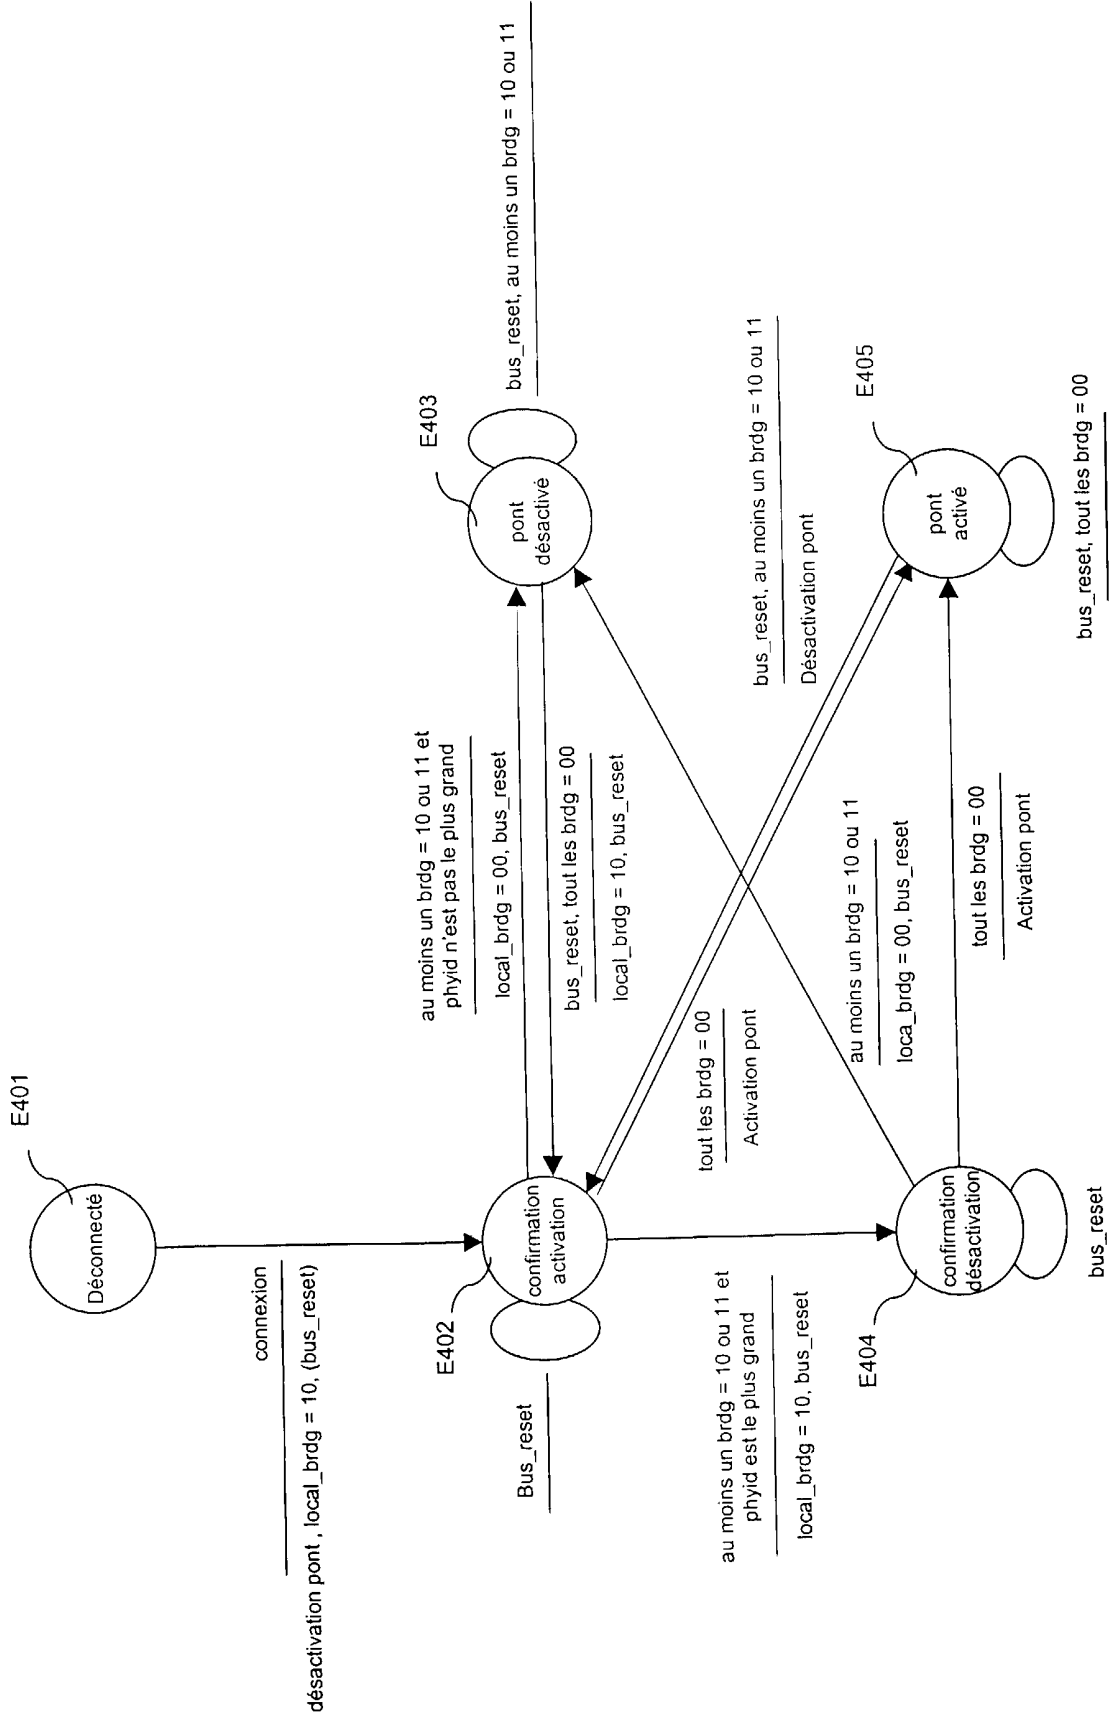 E401
Déconnecté
connexion
désactivation pont , local_brdg = 10, (bus_reset)
E402
confirmation
activation
Bus_reset
au moins un brdg = 10 ou 11 et
phyid n'est pas le plus grand
local_brdg = 00, bus_reset
bus_reset, tout les brdg = 00
local_brdg = 10, bus_reset
E403
pont
désactivé
bus_reset, au moins un brdg = 10 ou 11
au moins un brdg = 10 ou 11 et
phyid est le plus grand
local_brdg = 10, bus_reset
tout les brdg = 00
Activation pont
bus_reset, au moins un brdg = 10 ou 11
Désactivation pont
E404
confirmation
désactivation
bus_reset
au moins un brdg = 10 ou 11
loca_brdg = 00, bus_reset
tout les brdg = 00
Activation pont
E405
pont
activé
bus_reset, tout les brdg = 00